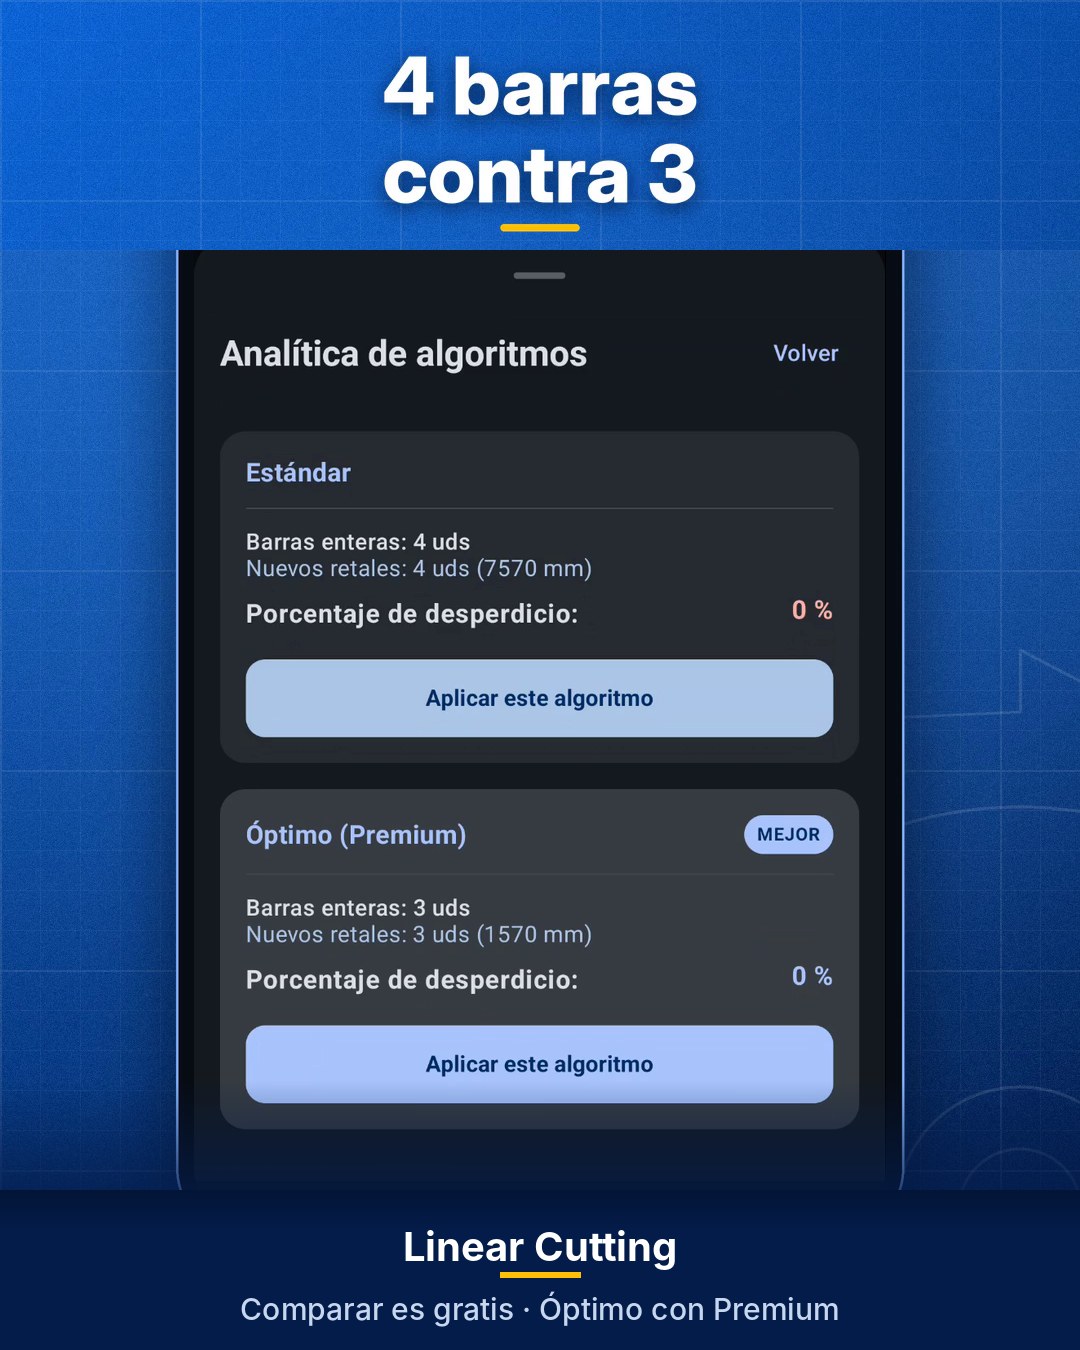 4 barras
contra 3
Analítica de algoritmos
Volver
Estándar
Barras enteras: 4 uds
Nuevos retales: 4 uds (7570 mm)
Porcentaje de desperdicio: 0 %
Aplicar este algoritmo
Óptimo (Premium)
MEJOR
Barras enteras: 3 uds
Nuevos retales: 3 uds (1570 mm)
Porcentaje de desperdicio: 0 %
Aplicar este algoritmo
Linear Cutting
Comparar es gratis · Óptimo con Premium